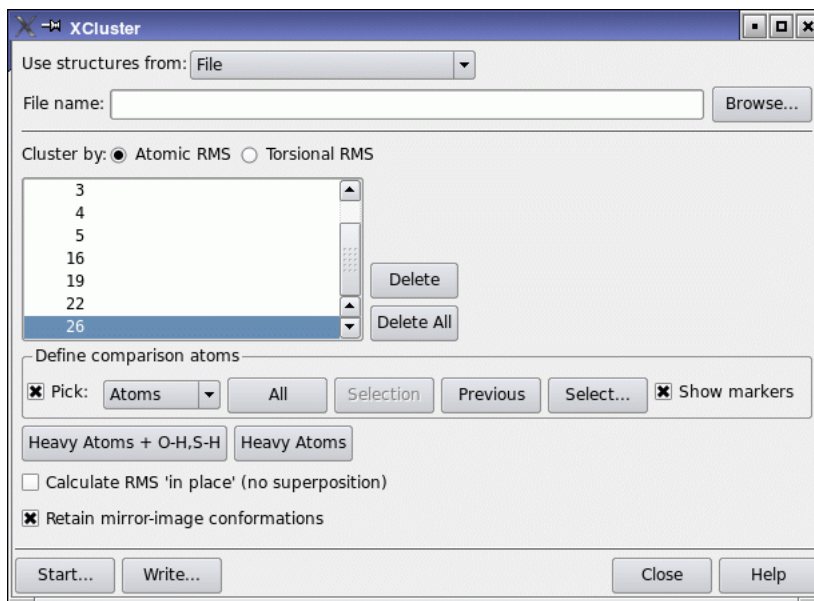 XCluster
Use structures from: File
File name: Browse...
Cluster by: Atomic RMS Torsional RMS
3
4
5
16
19
22
26
Delete
Delete All
Define comparison atoms
Pick: Atoms All Selection Previous Select... Show markers
Heavy Atoms + O-H,S-H Heavy Atoms
Calculate RMS 'in place' (no superposition)
Retain mirror-image conformations
Start... Write... Close Help